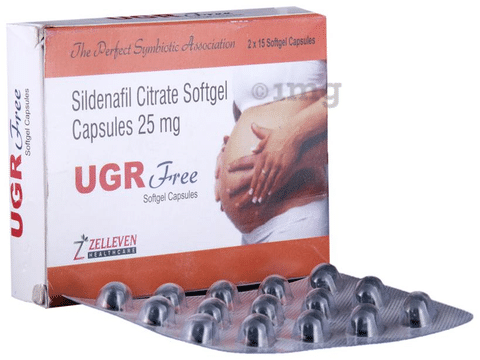 The Perfect Symbiotic Association
2 x 15 Softgel Capsules
Sildenafil Citrate Softgel
Capsules 25 mg
©1mg
UGR Free
Softgel Capsules
ZELLEVEN
HEALTHCARE
UGR Free
Softgel Capsules